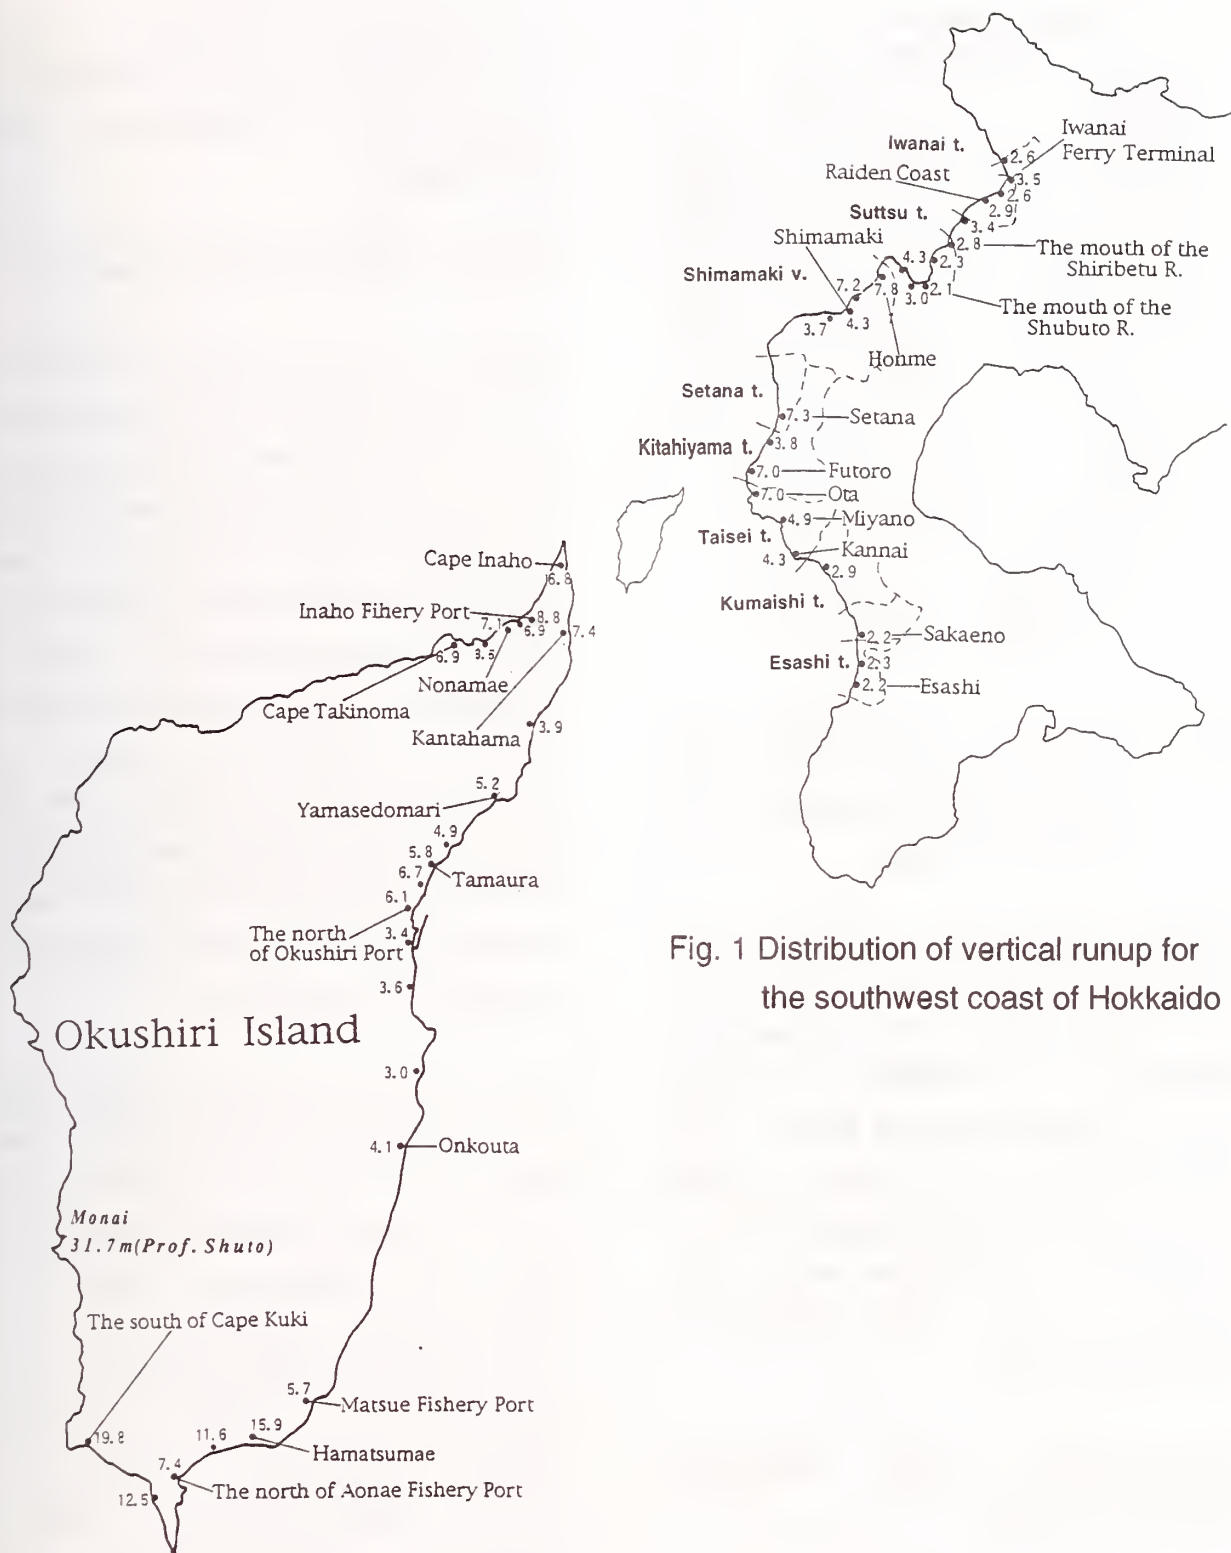 Iwanai t.
2.6
Iwanai
Ferry Terminal
Raiden Coast
3.5
2.6
2.9
Suttsu t.
3.4
Shimamaki
2.8
The mouth of the
Shiribetu R.
4.3
2.3
Shimamaki v.
7.2
7.8
3.0
2.1
The mouth of the
Shubuto R.
3.7
4.3
Honme
Setana t.
7.3
Setana
Kitahiyama t.
3.8
7.0
Futoro
7.0
Ota
4.9
Miyano
Taisei t.
4.3
Kannai
2.9
Kumaishi t.
2.2
Sakaeno
Esashi t.
2.3
2.2
Esashi
Fig. 1 Distribution of vertical runup for
the southwest coast of Hokkaido
Cape Inaho
6.8
Inaho Fihery Port
8.8
7.1
6.9
7.4
6.9
3.5
Nonamae
Cape Takinoma
Kantahama
3.9
5.2
Yamasedomari
4.9
5.8
6.7
Tamaura
6.1
The north
of Okushiri Port
3.4
3.6
Okushiri Island
3.0
4.1
Onkouta
Monai
31.7m(Prof. Shuto)
The south of Cape Kuki
5.7
Matsue Fishery Port
19.8
11.6
15.9
Hamatsumae
7.4
The north of Aonae Fishery Port
12.5